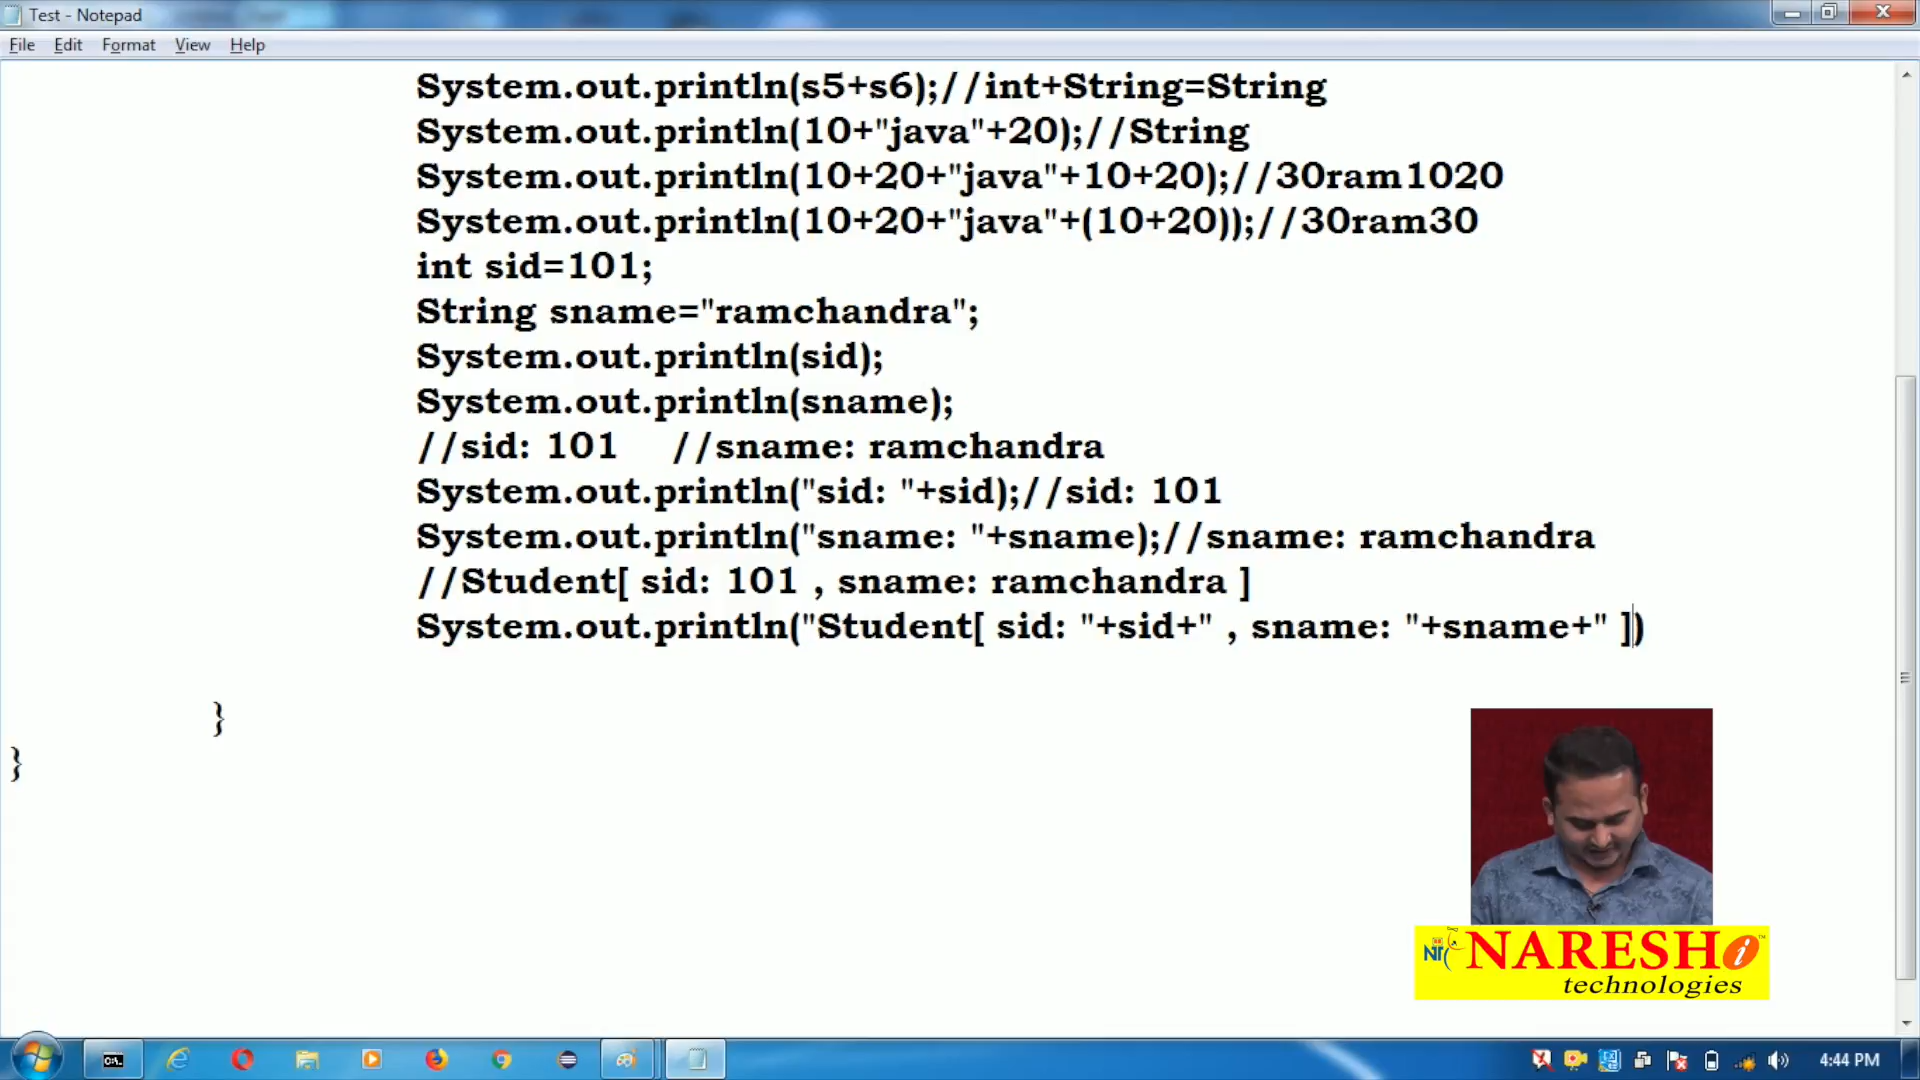 Test - Notepad
File Edit Format View Help
System.out.println(s5+s6);//int+String=String
System.out.println(10+"java"+20);//String
System.out.println(10+20+"java"+10+20);//30ram1020
System.out.println(10+20+"java"+(10+20));//30ram30
int sid=101;
String sname="ramchandra";
System.out.println(sid);
System.out.println(sname);
//sid: 101 //sname: ramchandra
System.out.println("sid: "+sid);//sid: 101
System.out.println("sname: "+sname);//sname: ramchandra
//Student[ sid: 101 , sname: ramchandra ]
System.out.println("Student[ sid: "+sid+" , sname: "+sname+" ])
}
}
NARESH i
technologies
4:44 PM